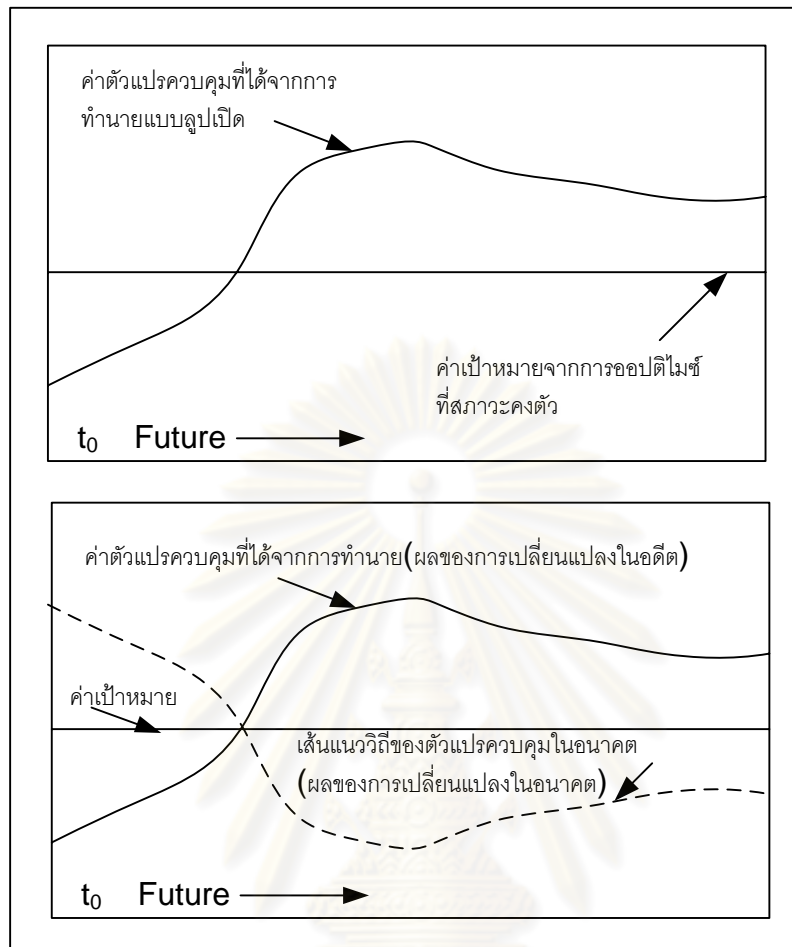 ค่าตัวแปรควบคุมที่ได้จากการ
ทำนายแบบลูปเปิด
ค่าเป้าหมายจากการออปติไมซ์
ที่สภาวะคงตัว
t₀ Future
ค่าตัวแปรควบคุมที่ได้จากการทำนาย(ผลของการเปลี่ยนแปลงในอดีต)
ค่าเป้าหมาย
เส้นแนววิถีของตัวแปรควบคุมในอนาคต
(ผลของการเปลี่ยนแปลงในอนาคต)
t₀ Future